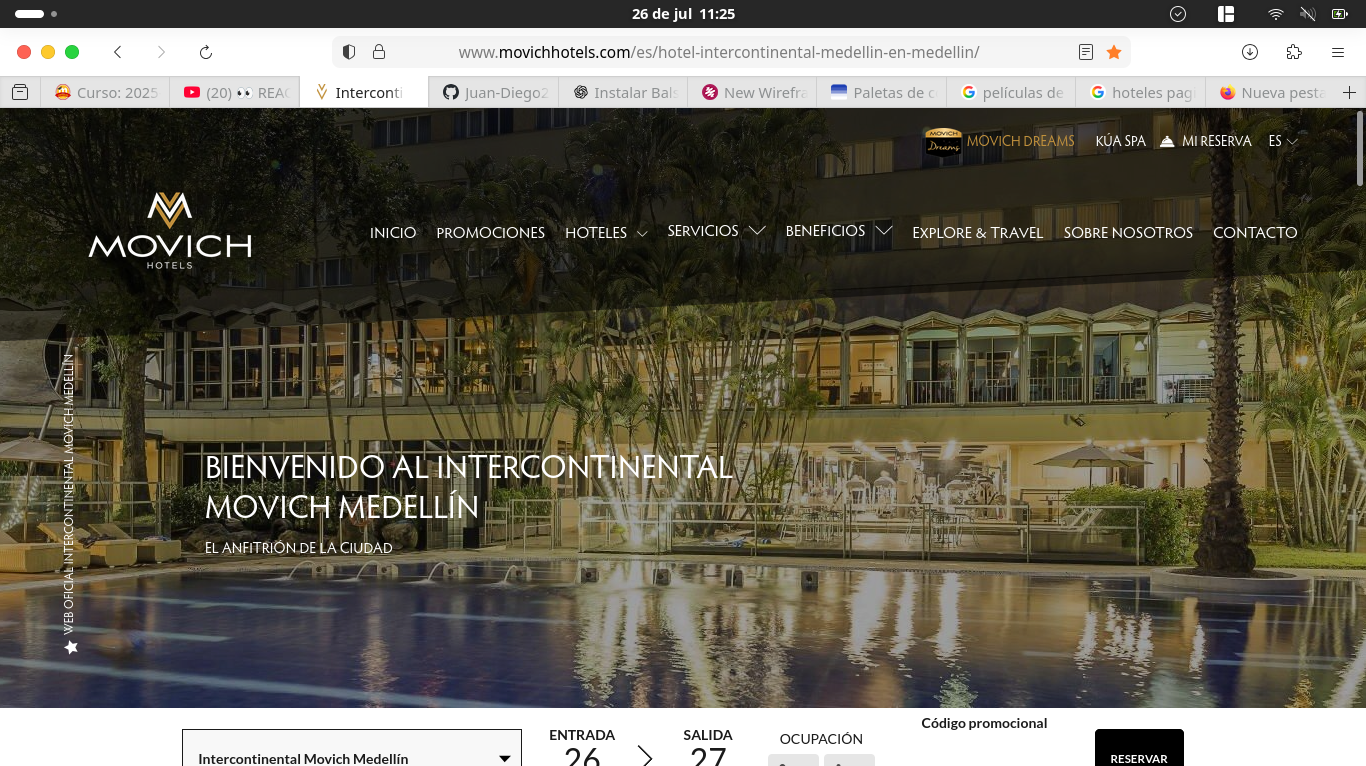 26 de jul 11:25
www.movichhotels.com/es/hotel-intercontinental-medellin-en-medellin/
Curso: 2025
(20) 👀 REAC
Interconti
Juan-Diego2
Instalar Bals
New Wirefra
Paletas de c
películas de
hoteles pag
Nueva pesta
MOVICH
Dreams
MOVICH DREAMS
KÚA SPA
MI RESERVA
ES
MOVICH
HOTELS
INICIO
PROMOCIONES
HOTELES
SERVICIOS
BENEFICIOS
EXPLORE & TRAVEL
SOBRE NOSOTROS
CONTACTO
WEB OFICIAL INTERCONTINENTAL MOVICH MEDELLÍN
BIENVENIDO AL INTERCONTINENTAL
MOVICH MEDELLÍN
EL ANFITRIÓN DE LA CIUDAD
Intercontinental Movich Medellín
ENTRADA
26
SALIDA
27
OCUPACIÓN
Código promocional
RESERVAR